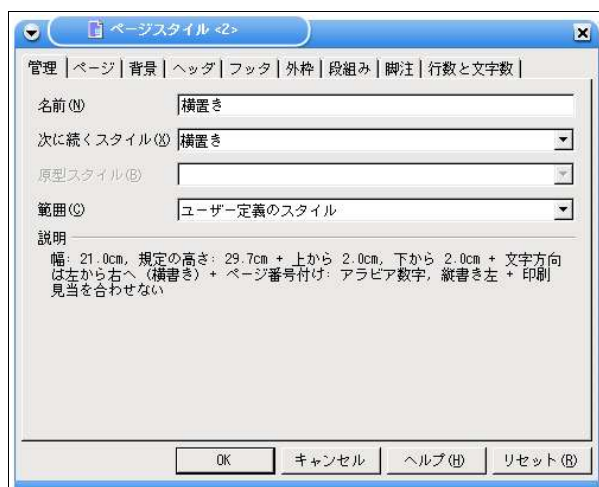 ページスタイル <2>
管理 ページ 背景 ヘッダ フッタ 外枠 段組み 脚注 行数と文字数
名前(N) 横置き
次に続くスタイル(X) 横置き
原型スタイル(B)
範囲(C) ユーザー定義のスタイル
説明
幅: 21.0cm, 規定の高さ: 29.7cm + 上から 2.0cm, 下から 2.0cm + 文字方向
は左から右へ (横書き) + ページ番号付け: アラビア数字, 縦書き左 + 印刷
見当を合わせない
OK キャンセル ヘルプ(H) リセット(R)